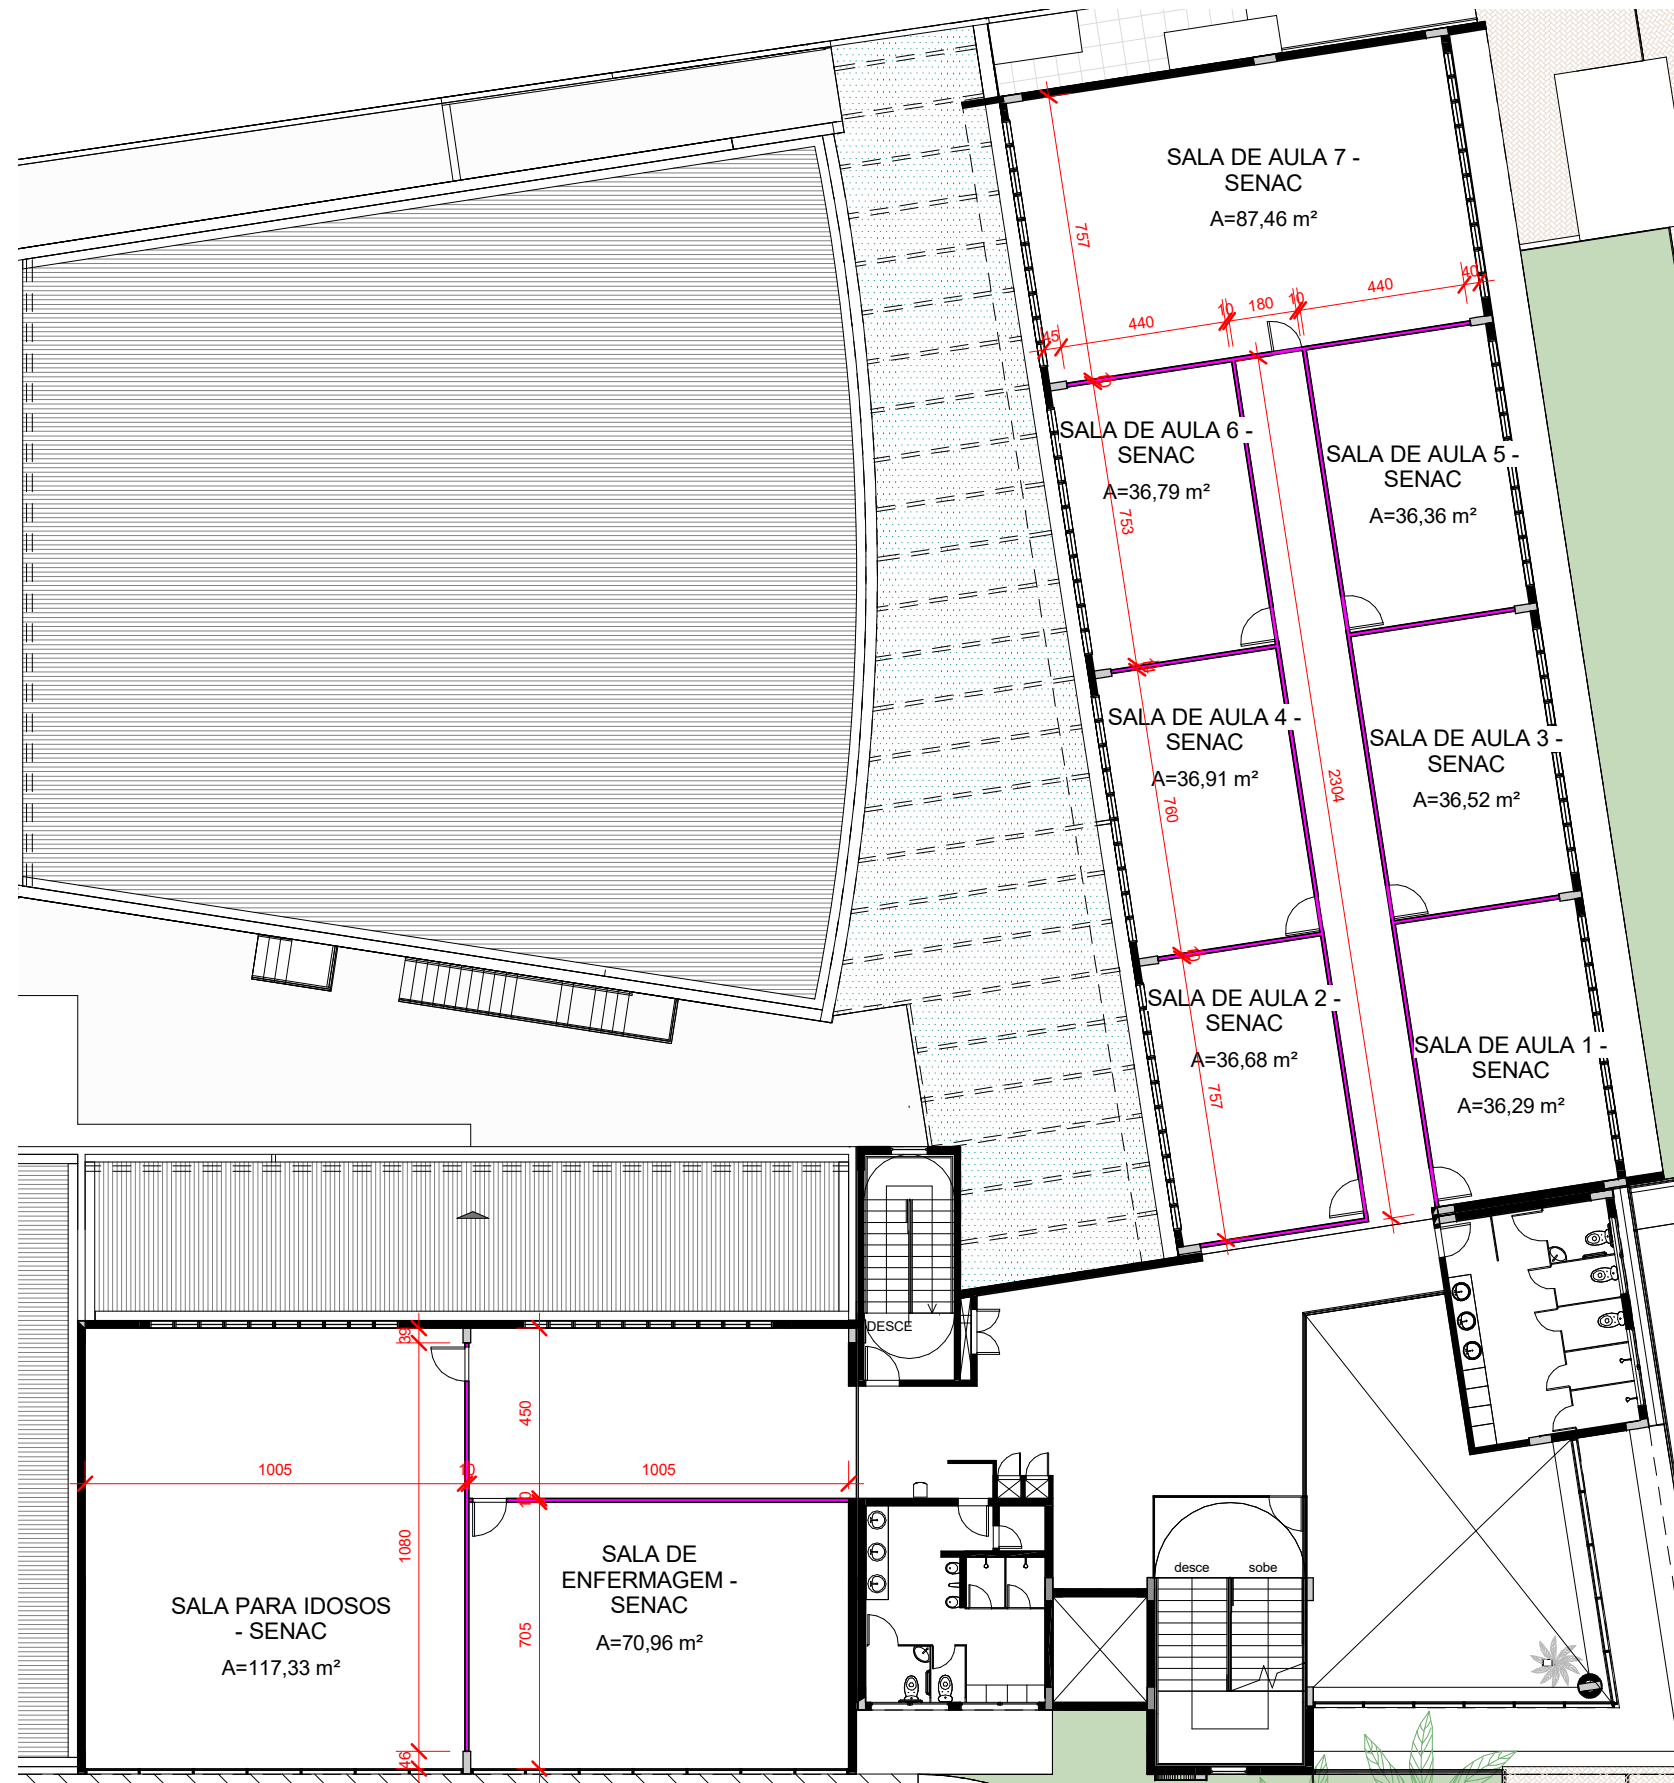 SALA DE AULA 7 -
SENAC
A=87,46 m²
757
45
440
10
180
10
440
40
10
SALA DE AULA 6 -
SENAC
A=36,79 m²
753
SALA DE AULA 5 -
SENAC
A=36,36 m²
SALA DE AULA 4 -
SENAC
A=36,91 m²
760
2304
SALA DE AULA 3 -
SENAC
A=36,52 m²
10
SALA DE AULA 2 -
SENAC
A=36,68 m²
757
SALA DE AULA 1 -
SENAC
A=36,29 m²
DESCE
39
450
1005
10
1005
10
1080
705
46
SALA PARA IDOSOS
- SENAC
A=117,33 m²
SALA DE
ENFERMAGEM -
SENAC
A=70,96 m²
desce
sobe